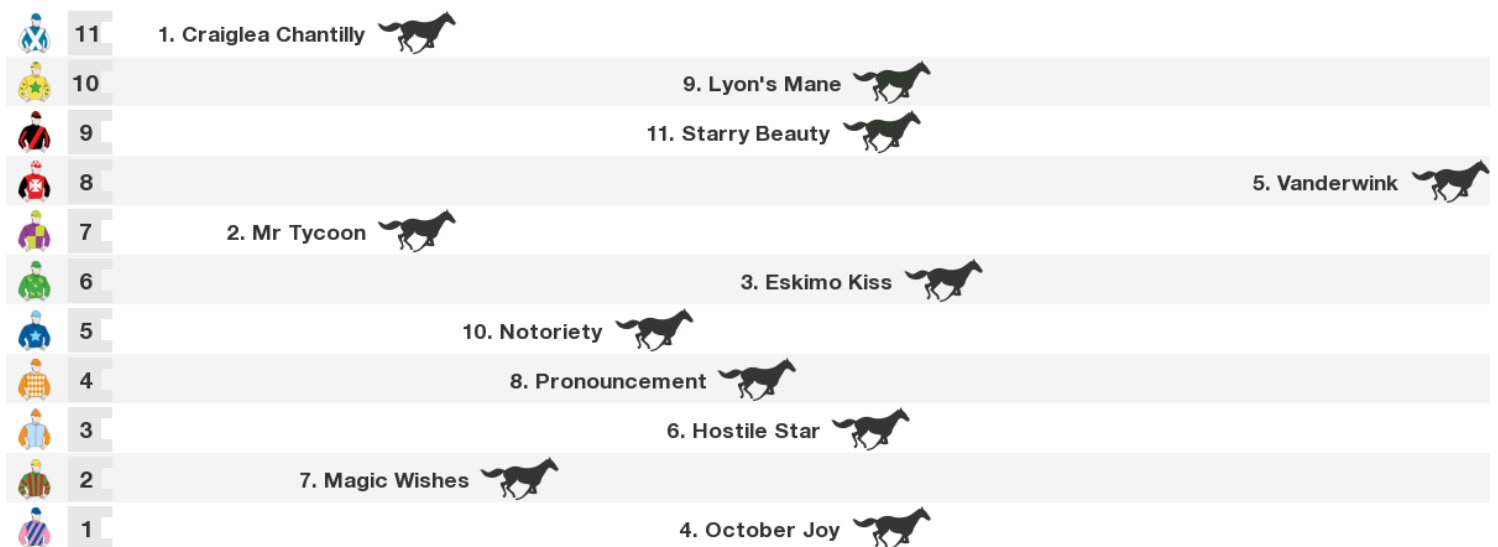 11 1. Craiglea Chantilly
10 9. Lyon's Mane
9 11. Starry Beauty
8 5. Vanderwink
7 2. Mr Tycoon
6 3. Eskimo Kiss
5 10. Notoriety
4 8. Pronouncement
3 6. Hostile Star
2 7. Magic Wishes
1 4. October Joy